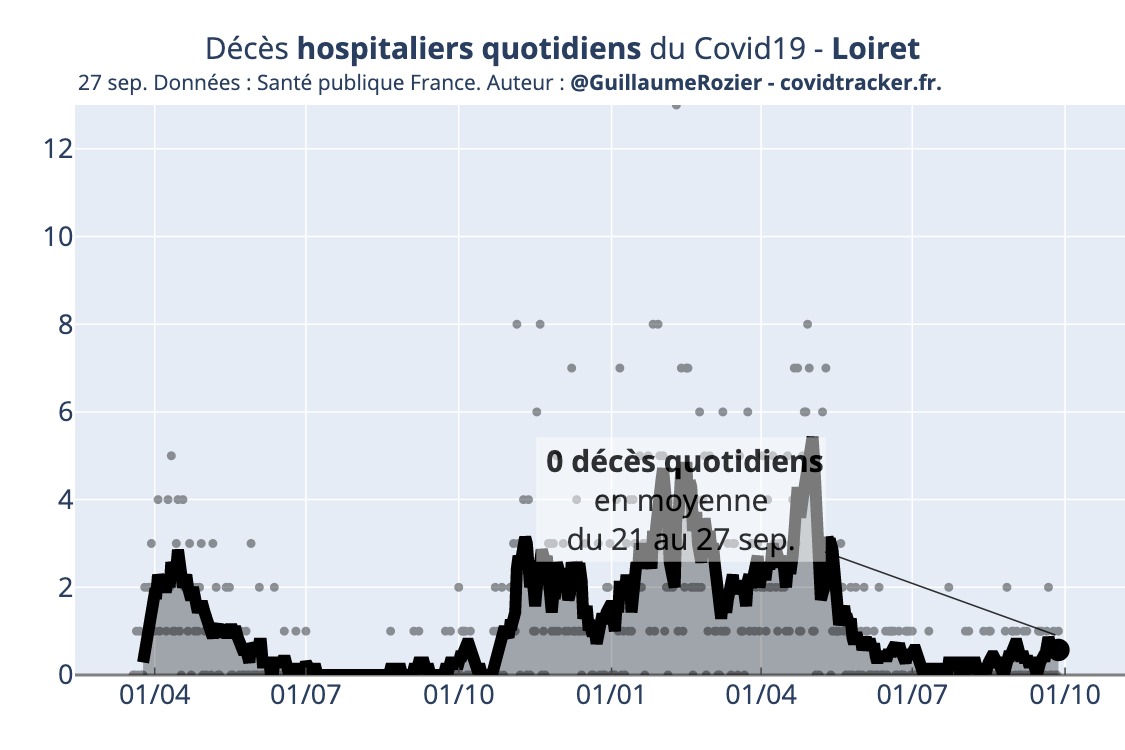 Décès hospitaliers quotidiens du Covid19 - Loiret
27 sep. Données : Santé publique France. Auteur : @GuillaumeRozier - covidtracker.fr.
12
10
8
6
0 décès quotidiens
4
en moyenne
du 21 au 27 sep.
2
0
01/04 01/07 01/10 01/01 01/04 01/07 01/10